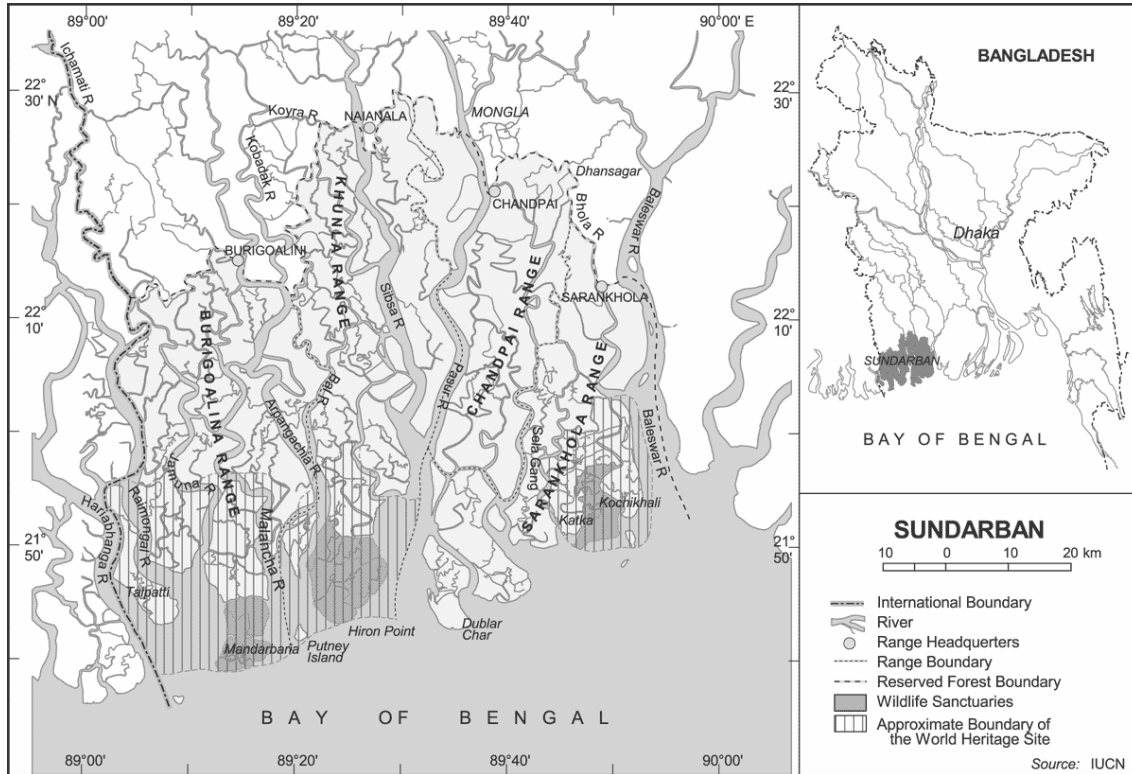 89°00'
89°20'
89°40'
90°00' E
22°
30' N
22°
10'
21°
50'
22°
30'
22°
10'
21°
50'
Ichamati R
Koyra R
NAIANALA
MONGLA
Kobadak R
Dhansagar
CHANDPAI
Bhola R
Baleswar R
BURIGOALINI
KHUNLA RANGE
Sibsa R
SARANKHOLA
BURIGOALINA RANGE
CHANDPAI RANGE
Pasur R
Bal R
Arpangachia R
SARANKHOLA RANGE
Baleswar R
Sela Gang
Jamuna R
Malancha R
Raimongal R
Hariabhanga R
Kochikhali
Katka
Talpatti
Mandarbaria
Putney
Island
Hiron Point
Dublar
Char
BAY OF BENGAL
89°00'
89°20'
89°40'
90°00'
BANGLADESH
Dhaka
SUNDARBAN
BAY OF BENGAL
SUNDARBAN
10 0 10 20 km
International Boundary
River
Range Headquerters
Range Boundary
Reserved Forest Boundary
Wildlife Sanctuaries
Approximate Boundary of
the World Heritage Site
Source: IUCN